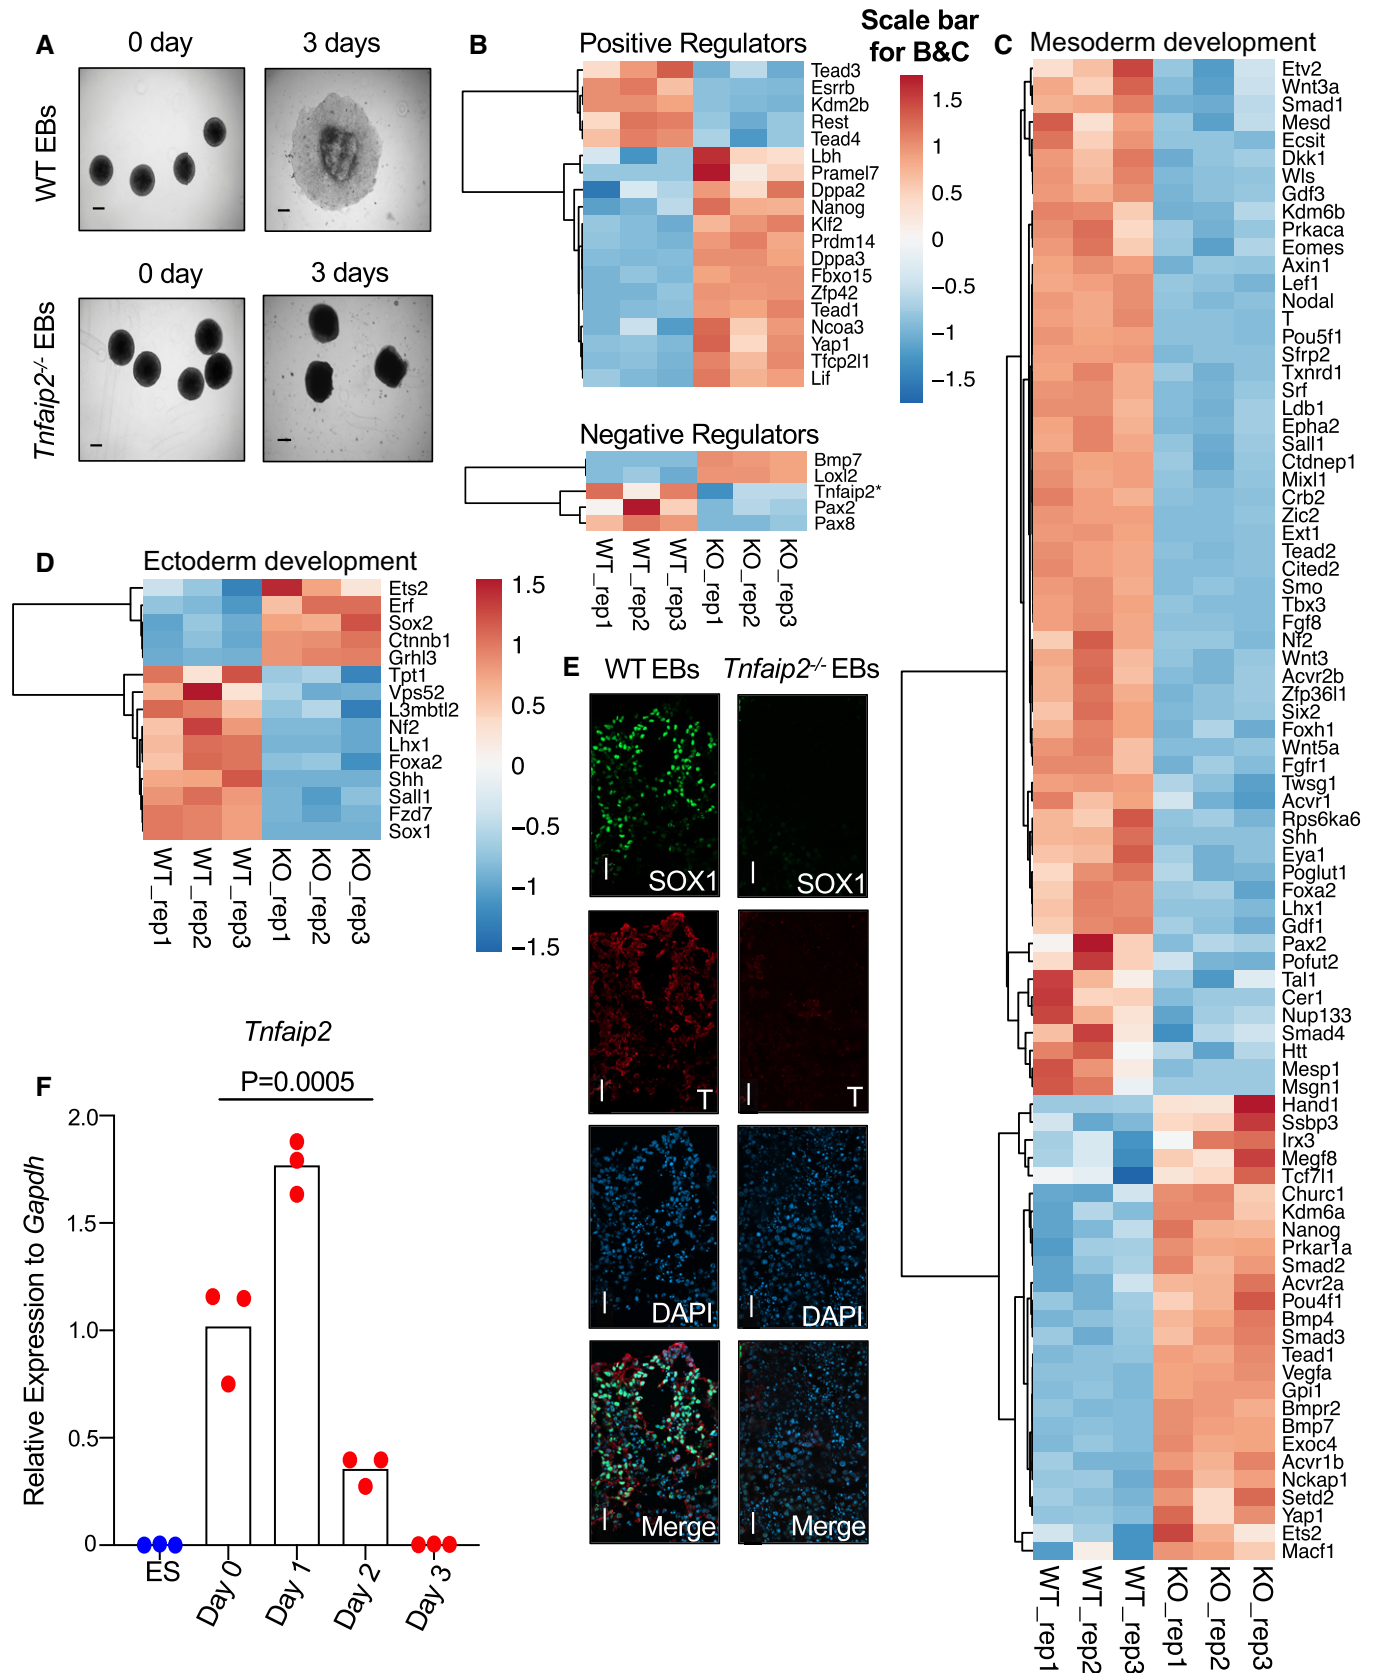 A
0 day
3 days
WT EBs
0 day
3 days
Tnfaip2-/- EBs
B
Positive Regulators
Tead3
Esrrb
Kdm2b
Rest
Tead4
Lbh
Pramel7
Dppa2
Nanog
Klf2
Prdm14
Dppa3
Fbxo15
Zfp42
Tead1
Ncoa3
Yap1
Tfcp2l1
Lif
Scale bar
for B&C
1.5
1
0.5
0
−0.5
−1
−1.5
Negative Regulators
Bmp7
Loxl2
Tnfaip2*
Pax2
Pax8
WT_rep1
WT_rep2
WT_rep3
KO_rep1
KO_rep2
KO_rep3
C
Mesoderm development
Etv2
Wnt3a
Smad1
Mesd
Ecsit
Dkk1
Wls
Gdf3
Kdm6b
Prkaca
Eomes
Axin1
Lef1
Nodal
T
Pou5f1
Sfrp2
Txnrd1
Srf
Ldb1
Epha2
Sall1
Ctdnep1
Mixl1
Crb2
Zic2
Ext1
Tead2
Cited2
Smo
Tbx3
Fgf8
Nf2
Wnt3
Acvr2b
Zfp36l1
Six2
Foxh1
Wnt5a
Fgfr1
Twsg1
Acvr1
Rps6ka6
Shh
Eya1
Poglut1
Foxa2
Lhx1
Gdf1
Pax2
Pofut2
Tal1
Cer1
Nup133
Smad4
Htt
Mesp1
Msgn1
Hand1
Ssbp3
Irx3
Megf8
Tcf7l1
Churc1
Kdm6a
Nanog
Prkar1a
Smad2
Acvr2a
Pou4f1
Bmp4
Smad3
Tead1
Vegfa
Gpi1
Bmpr2
Bmp7
Exoc4
Acvr1b
Nckap1
Setd2
Yap1
Ets2
Macf1
WT_rep1
WT_rep2
WT_rep3
KO_rep1
KO_rep2
KO_rep3
D
Ectoderm development
Ets2
Erf
Sox2
Ctnnb1
Grhl3
Tpt1
Vps52
L3mbtl2
Nf2
Lhx1
Foxa2
Shh
Sall1
Fzd7
Sox1
WT_rep1
WT_rep2
WT_rep3
KO_rep1
KO_rep2
KO_rep3
1.5
1
0.5
0
−0.5
−1
−1.5
E
WT EBs
Tnfaip2-/- EBs
SOX1
SOX1
T
T
DAPI
DAPI
Merge
Merge
F
Tnfaip2
P=0.0005
Relative Expression to Gapdh
2.0
1.5
1.0
0.5
0
ES
Day 0
Day 1
Day 2
Day 3